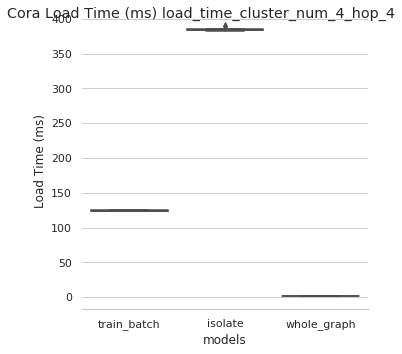 Cora Load Time (ms) load_time_cluster_num_4_hop_4
400
350
300
250
200
150
100
50
0
Load Time (ms)
train_batch isolate whole_graph
models